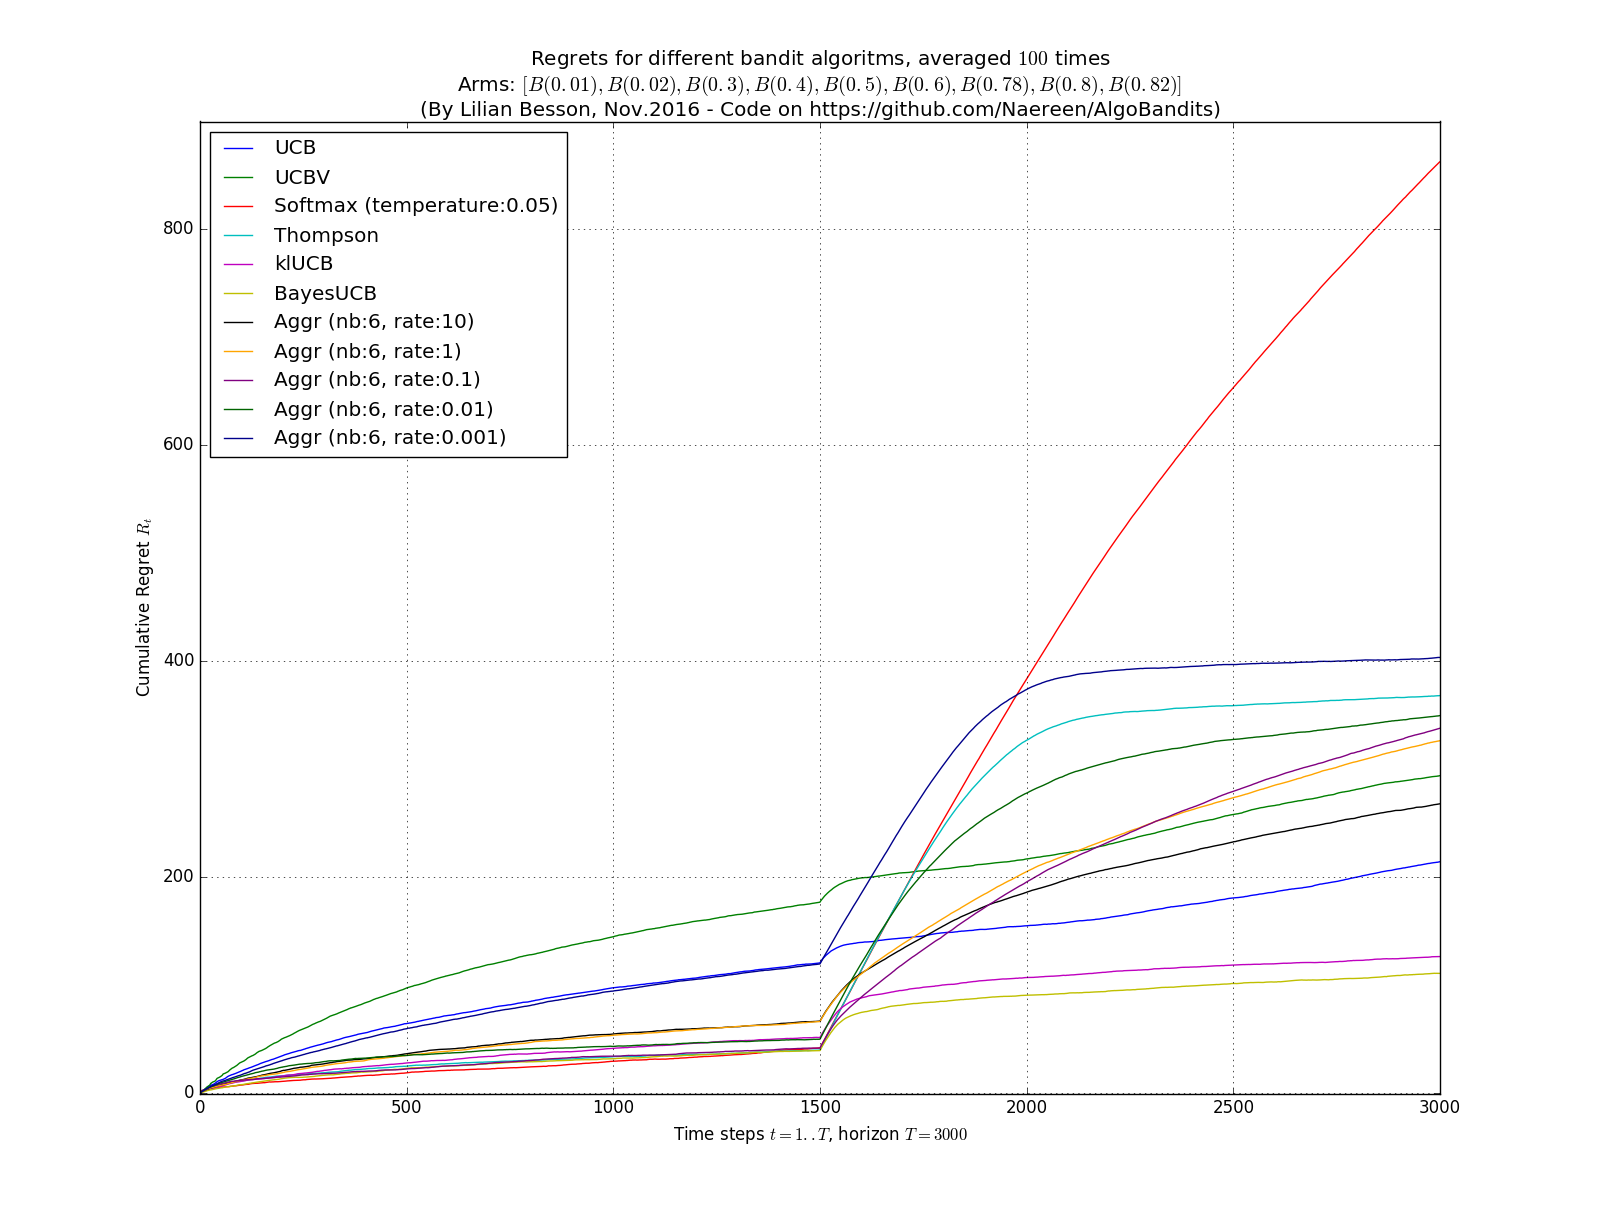 Regrets for different bandit algoritms, averaged 100 times
Arms: [B(0.01), B(0.02), B(0.3), B(0.4), B(0.5), B(0.6), B(0.78), B(0.8), B(0.82)]
(By Lilian Besson, Nov.2016 - Code on https://github.com/Naereen/AlgoBandits)
UCB
UCBV
Softmax (temperature:0.05)
Thompson
klUCB
BayesUCB
Aggr (nb:6, rate:10)
Aggr (nb:6, rate:1)
Aggr (nb:6, rate:0.1)
Aggr (nb:6, rate:0.01)
Aggr (nb:6, rate:0.001)
Cumulative Regret R_t
800
600
400
200
0
0 500 1000 1500 2000 2500 3000
Time steps t = 1..T, horizon T = 3000